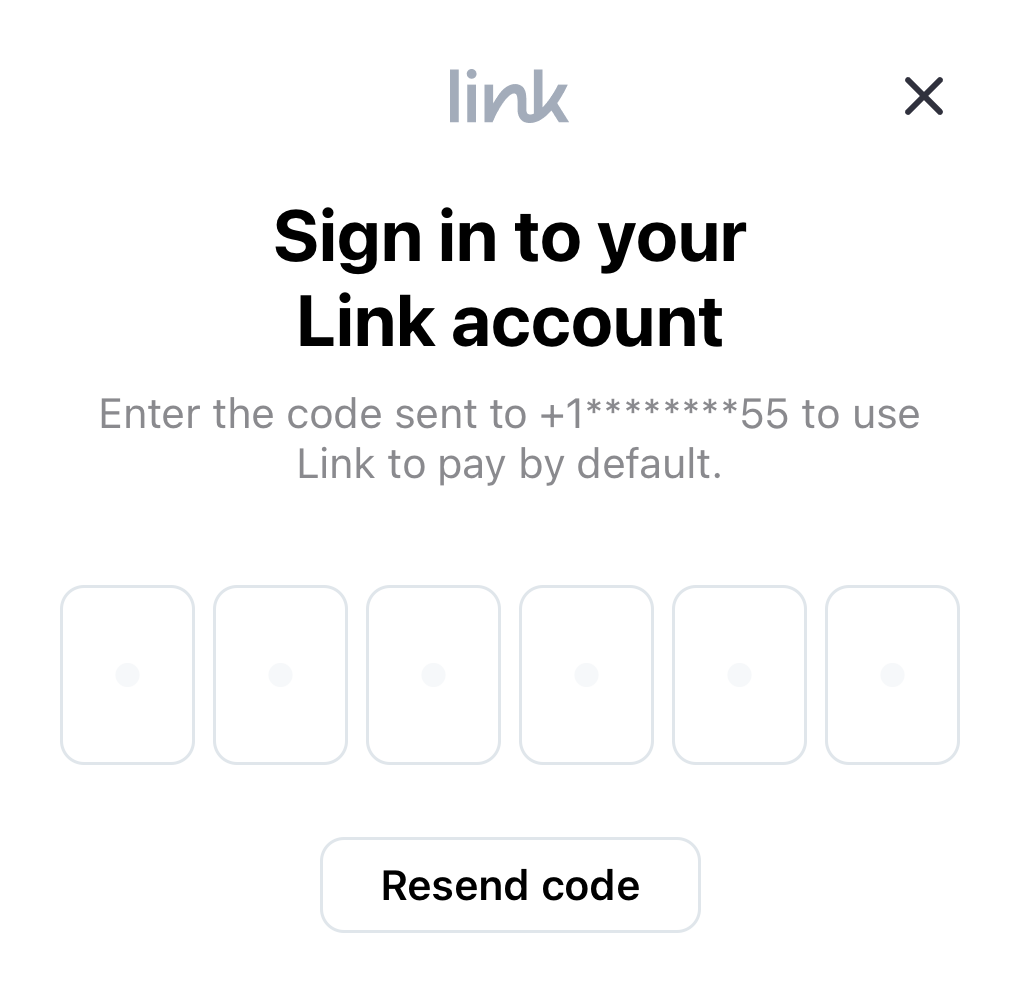 link
Sign in to your
Link account
Enter the code sent to +1********55 to use
Link to pay by default.
Resend code